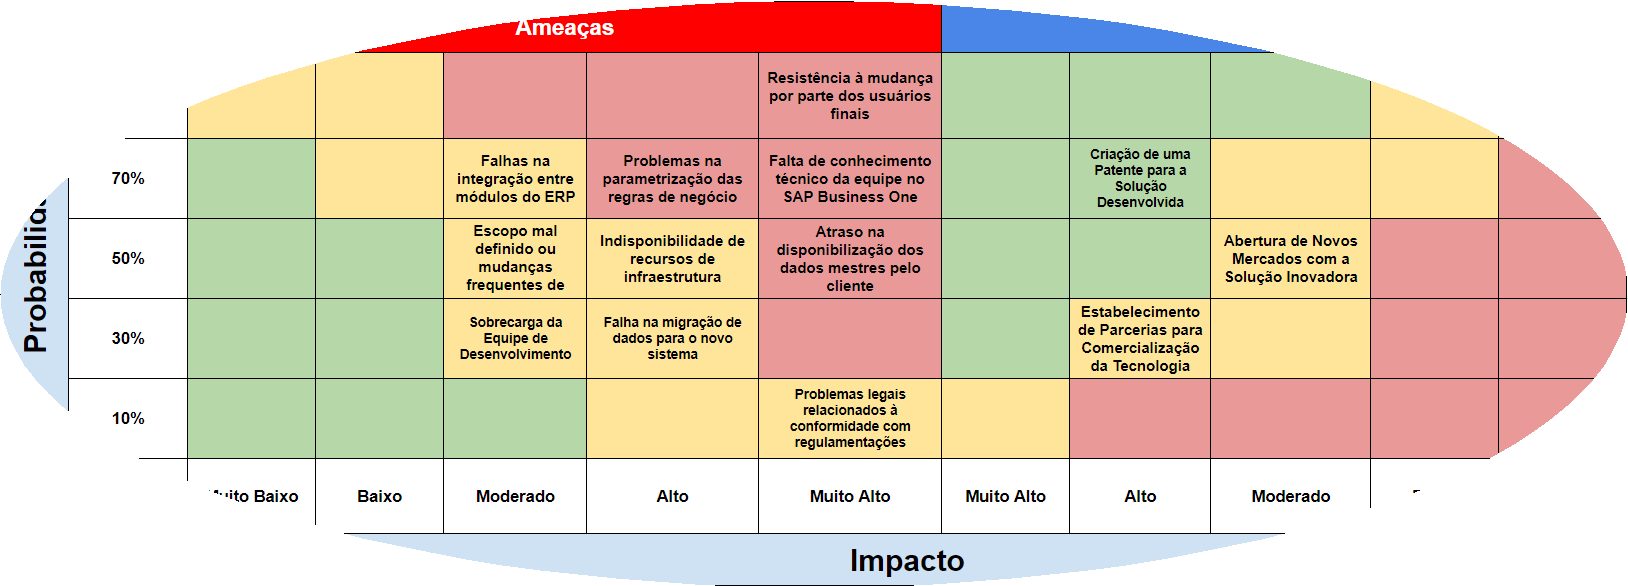 Ameaças
Resistência à mudança
por parte dos usuários
finais
70%
Falhas na
integração entre
módulos do ERP
Problemas na
parametrização das
regras de negócio
Falta de conhecimento
técnico da equipe no
SAP Business One
Criação de uma
Patente para a
Solução
Desenvolvida
50%
Escopo mal
definido ou
mudanças
frequentes de
Indisponibilidade de
recursos de
infraestrutura
Atraso na
disponibilização dos
dados mestres pelo
cliente
Abertura de Novos
Mercados com a
Solução Inovadora
30%
Sobrecarga da
Equipe de
Desenvolvimento
Falha na migração de
dados para o novo
sistema
Estabelecimento
de Parcerias para
Comercialização
da Tecnologia
10%
Problemas legais
relacionados à
conformidade com
regulamentações
Muito Baixo
Baixo
Moderado
Alto
Muito Alto
Muito Alto
Alto
Moderado
Impacto